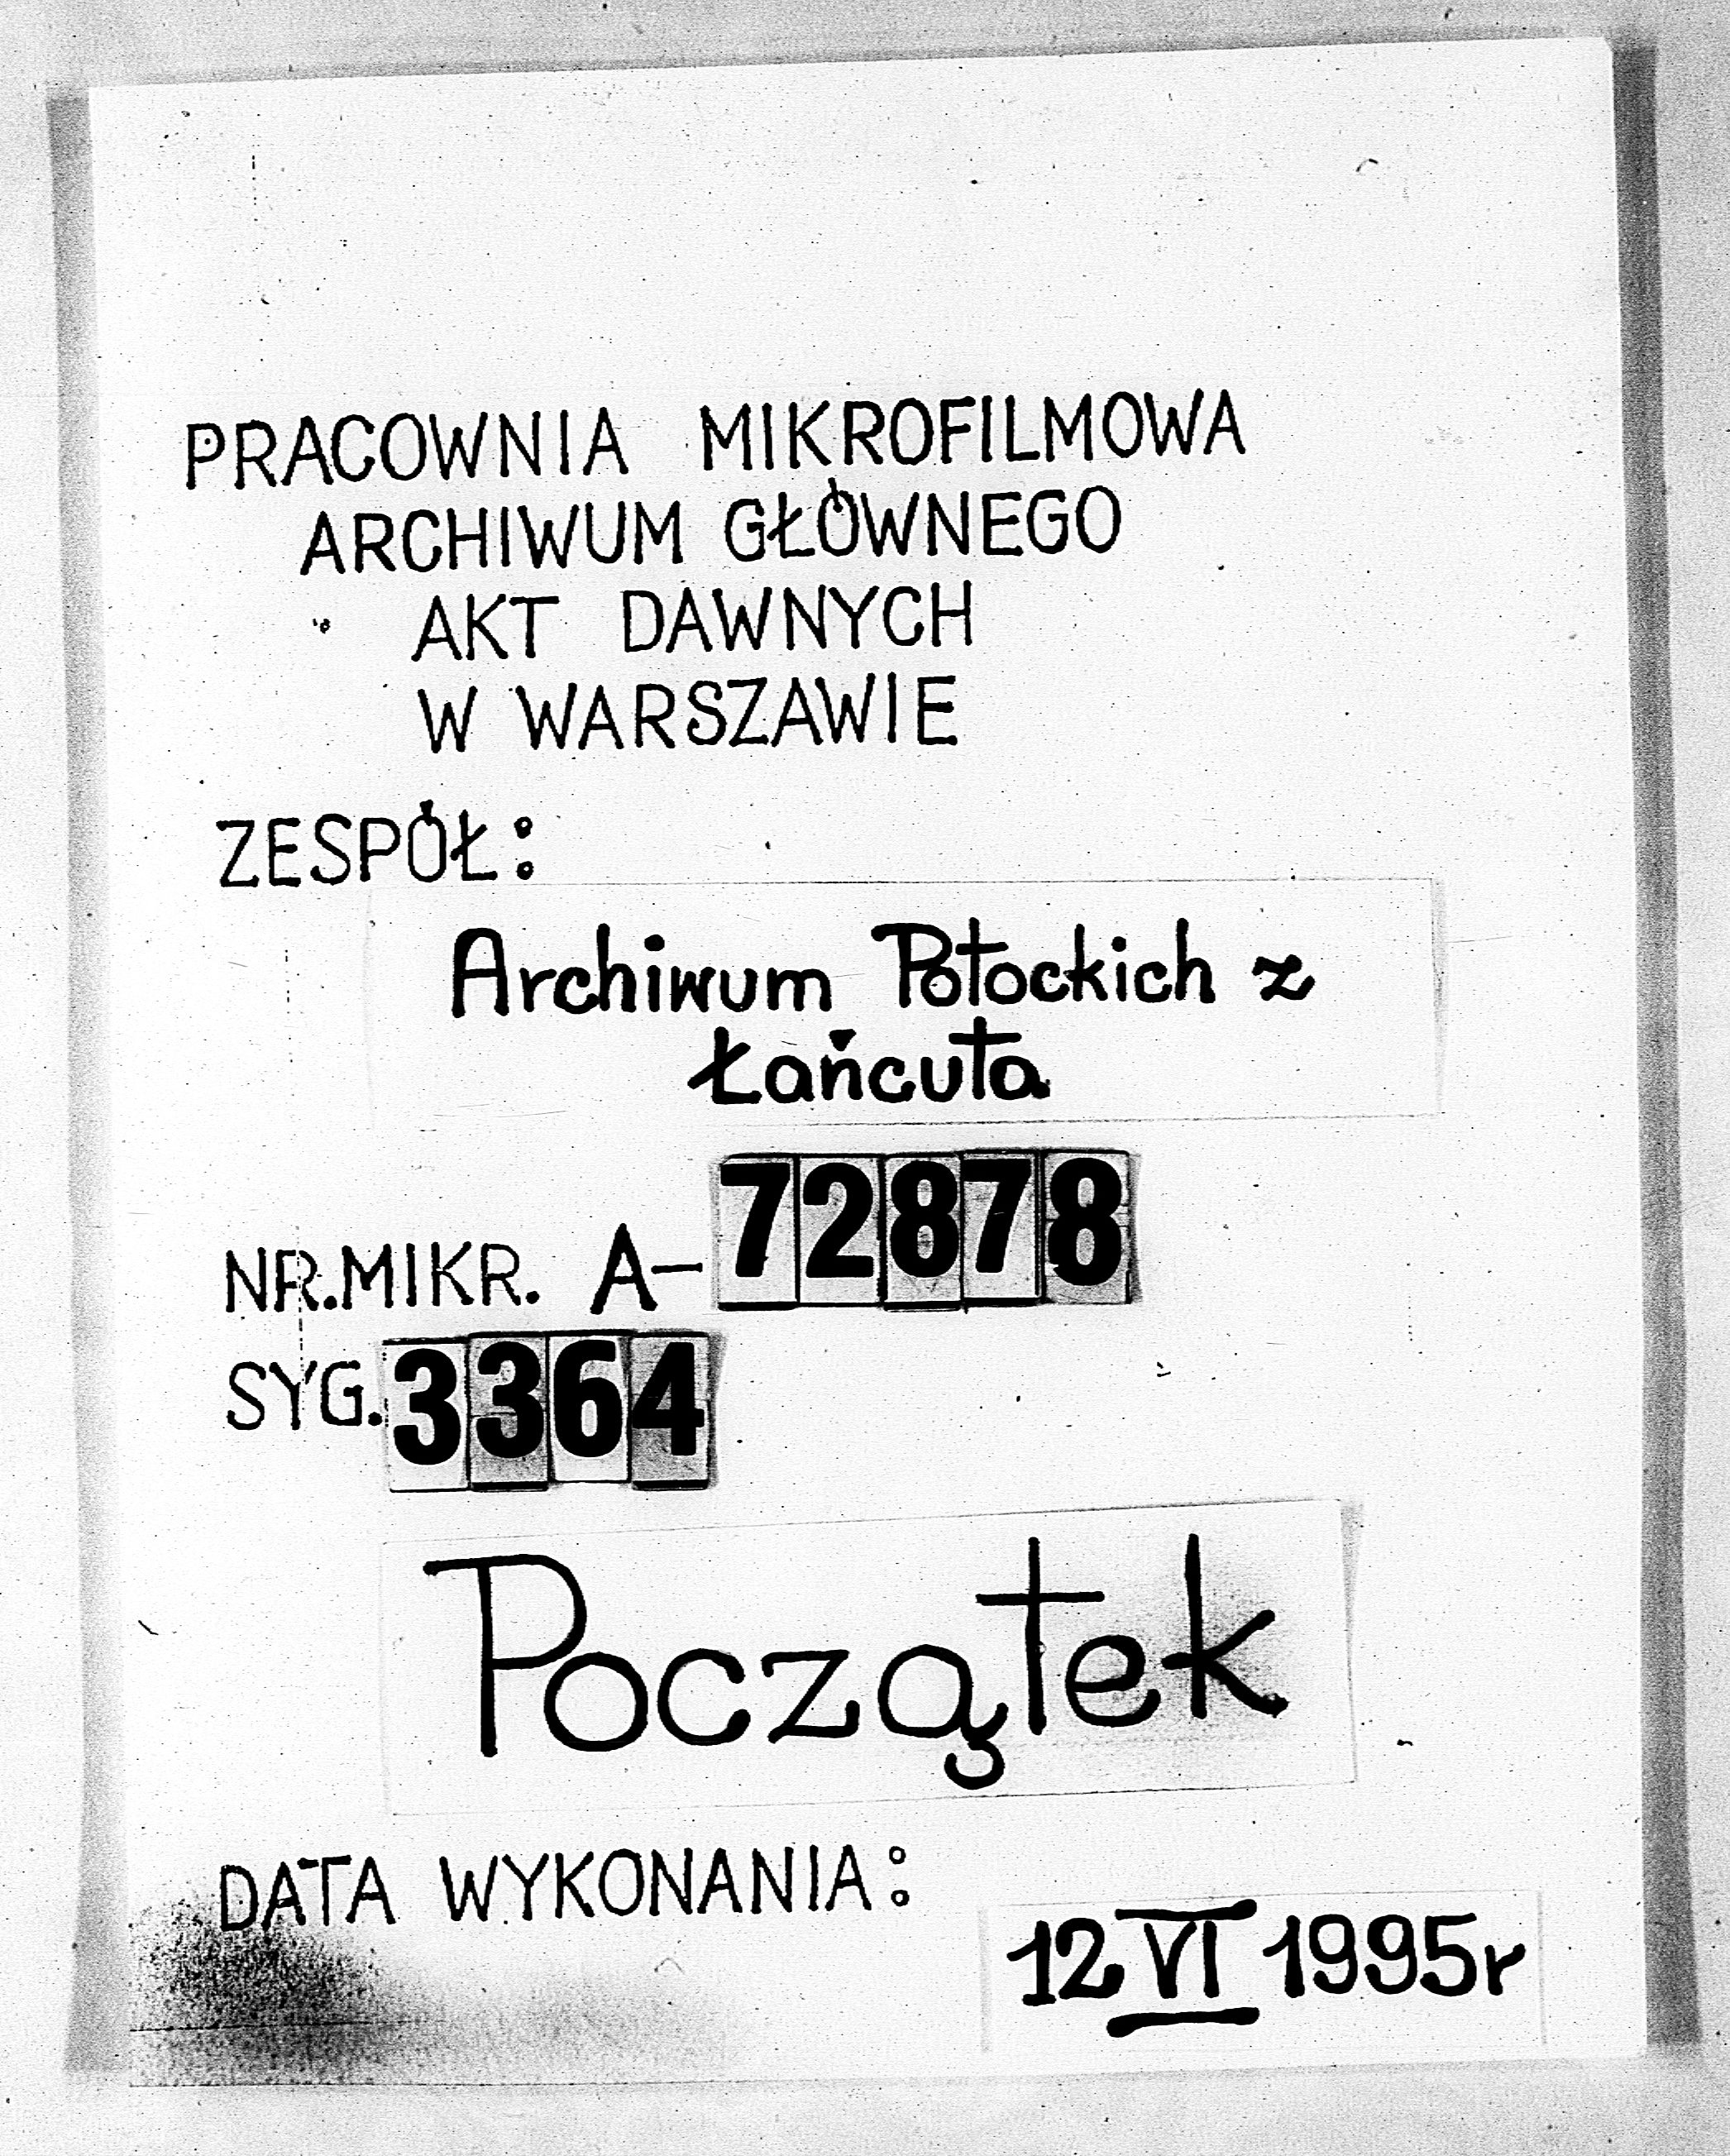 PRACOWNIA MIKROFILMOWA
ARCHIWUM GŁÓWNEGO
AKT DAWNYCH
W WARSZAWIE
ZESPÓŁ:
Archiwum Potockich z
Łańcuta
NR.MIKR. A-72878
SYG. 3364
Początek
DATA WYKONANIA:
12 VI 1995r